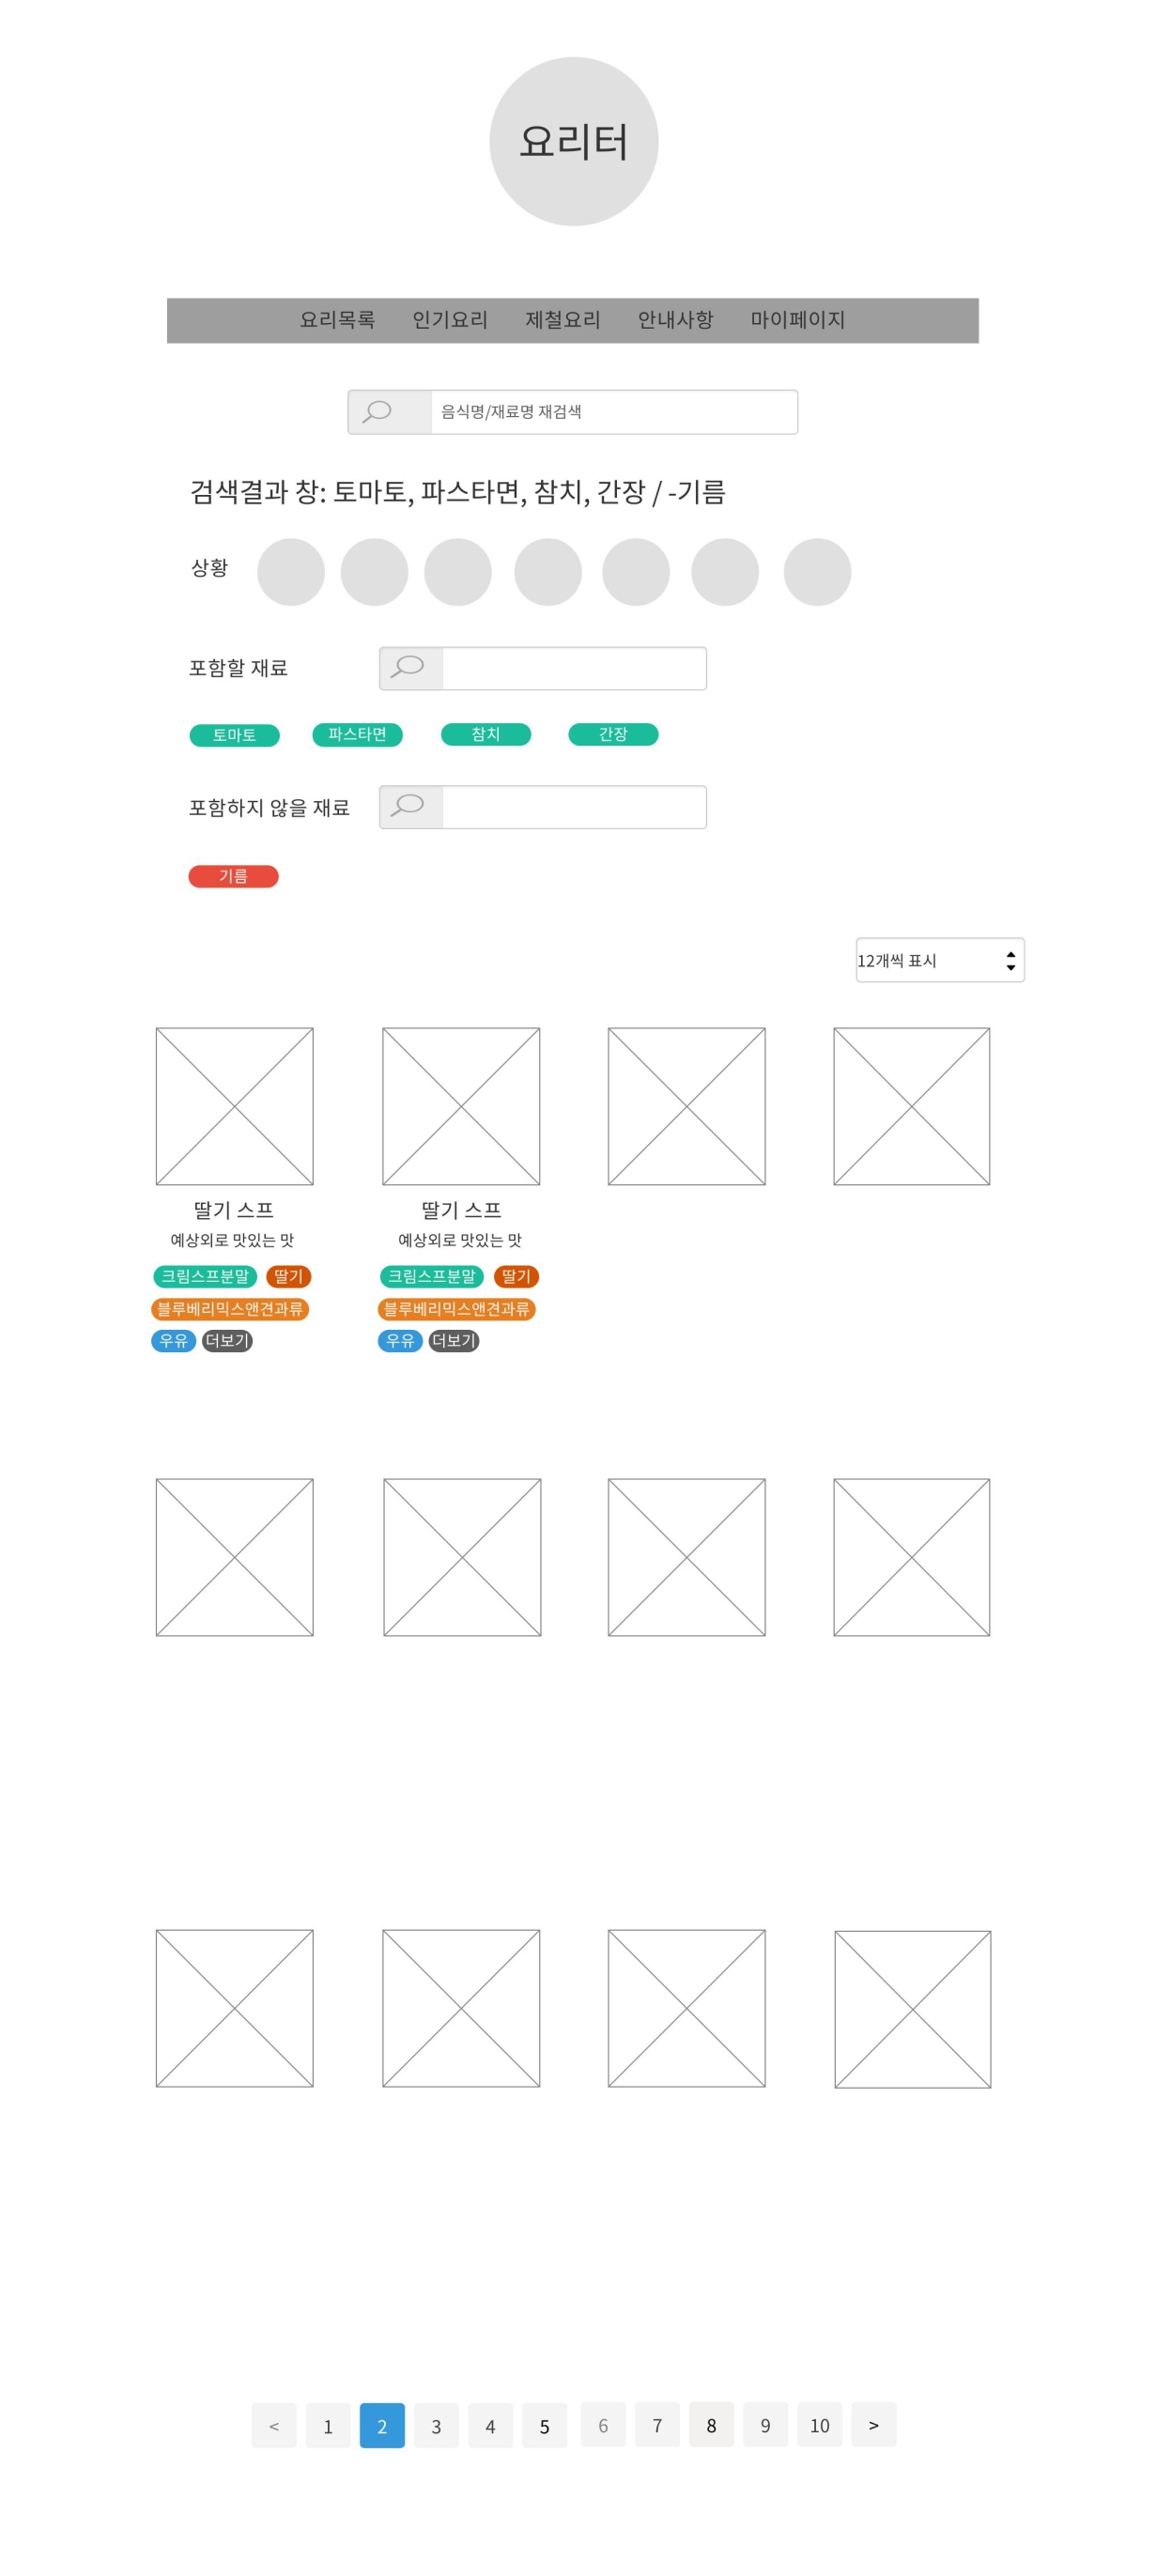 요리터
요리목록 인기요리 제철요리 안내사항 마이페이지
음식명/재료명 재검색
검색결과 창: 토마토, 파스타면, 참치, 간장 / -기름
상황
포함할 재료
토마토 파스타면 참치 간장
포함하지 않을 재료
기름
12개씩 표시
딸기 스프 딸기 스프
예상외로 맛있는 맛 예상외로 맛있는 맛
크림스프분말 딸기 크림스프분말 딸기
블루베리믹스앤견과류 블루베리믹스앤견과류
우유 더보기 우유 더보기
< 1 2 3 4 5 6 7 8 9 10 >